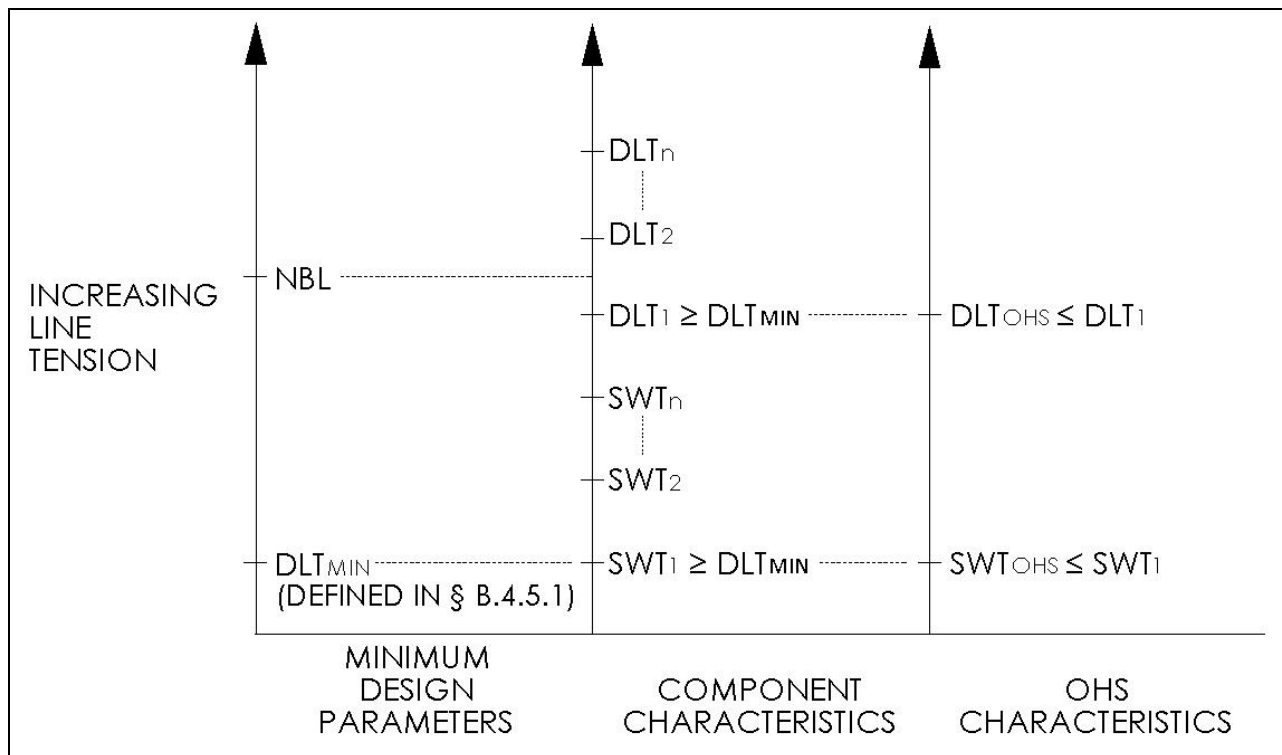 DLTn
DLT2
NBL
INCREASING
LINE
TENSION
DLT1 ≥ DLTMIN
DLTOHS ≤ DLT1
SWTn
SWT2
DLTMIN
(DEFINED IN § B.4.5.1)
SWT1 ≥ DLTMIN
SWTOHS ≤ SWT1
MINIMUM
DESIGN
PARAMETERS
COMPONENT
CHARACTERISTICS
OHS
CHARACTERISTICS